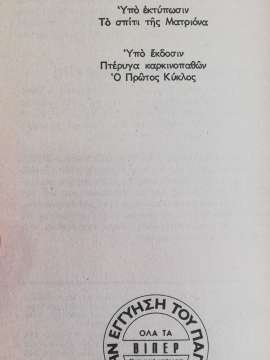 Ὑπὸ ἐκτύπωσιν
Τὸ σπίτι τῆς Ματριόνα
Ὑπὸ ἔκδοσιν
Πτέρυγα καρκινοπαθῶν
Ὁ Πρῶτος Κύκλος
ΕΓΓΥΗΣΗ ΤΟΥ
ΟΛΑ ΤΑ
ΒΙΠΕΡ